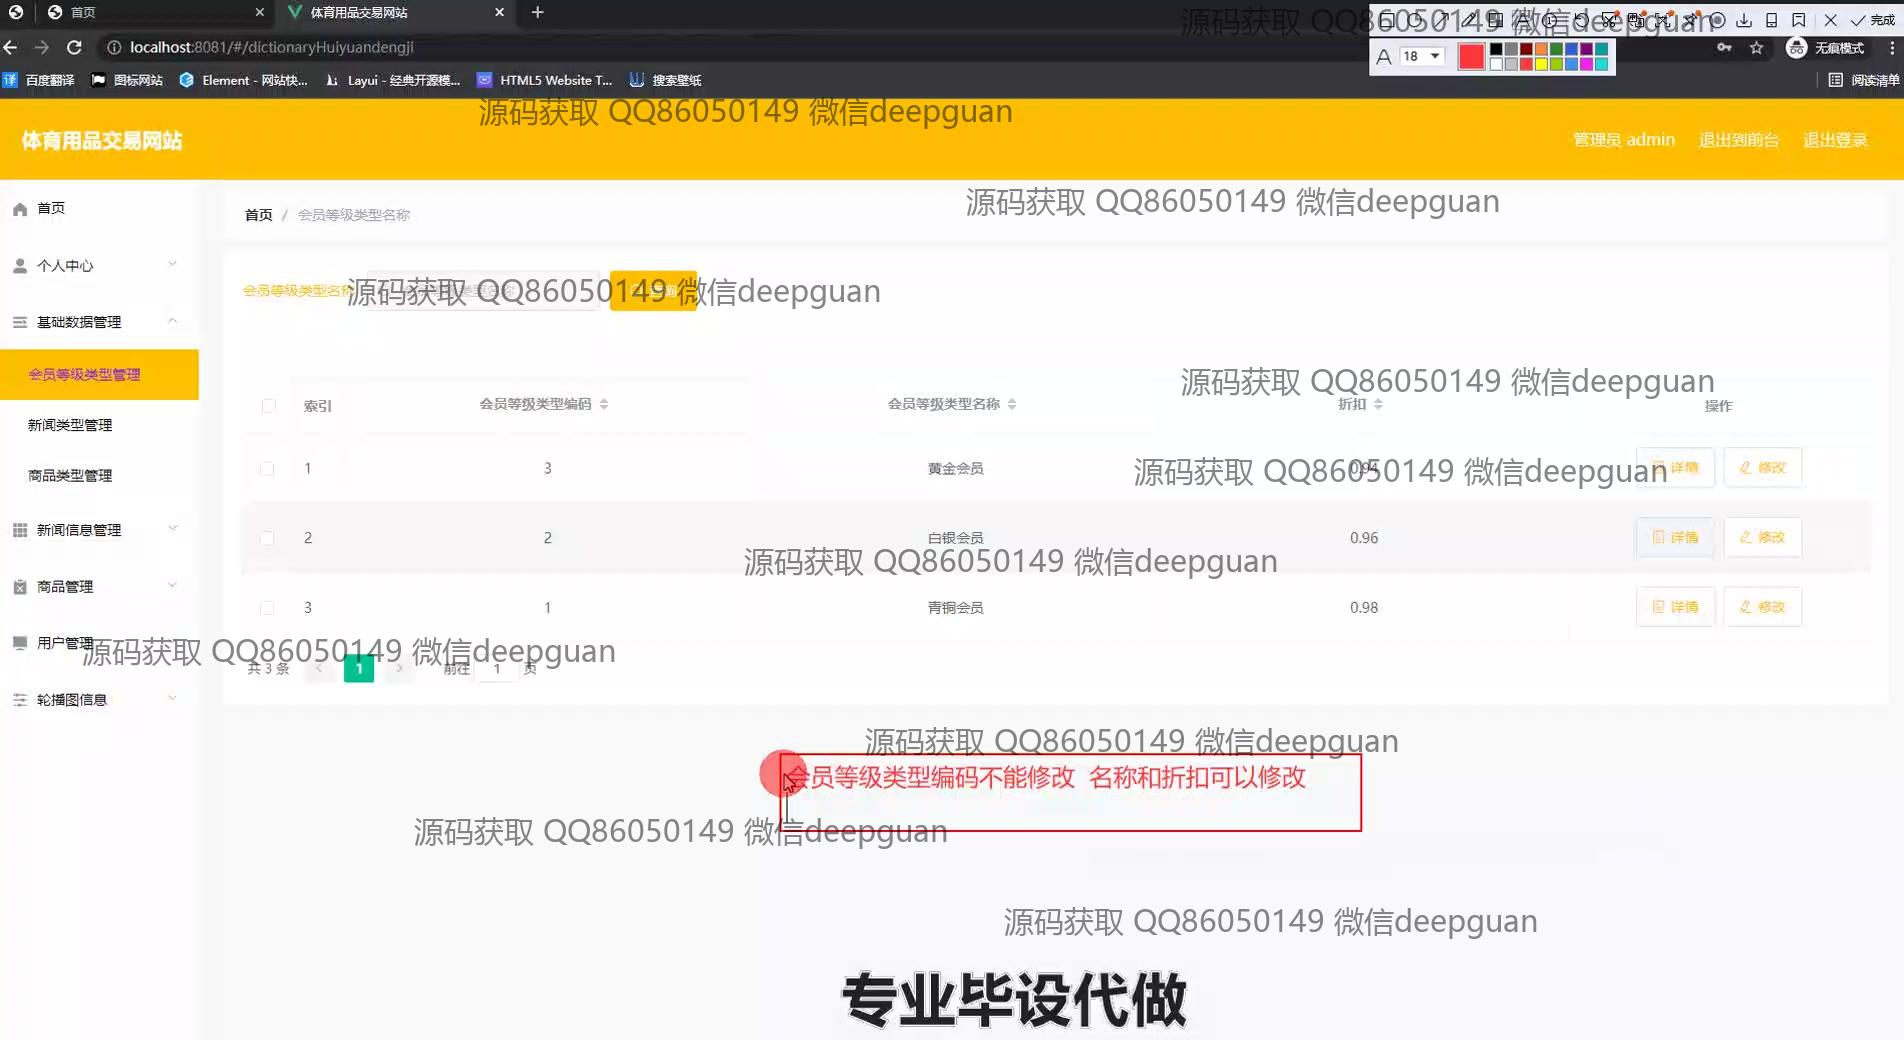 首页
体育用品交易网站
源码获取 QQ86050149 微信deepguan
完成
localhost:8081/#/dictionaryHuiyuandengji
A 18
无痕模式
百度翻译 图标网站 Element - 网站快... Layui - 经典开源模... HTML5 Website T... 搜索壁纸
阅读清单
源码获取 QQ86050149 微信deepguan
体育用品交易网站
管理员 admin 退出到前台 退出登录
源码获取 QQ86050149 微信deepguan
首页
首页 / 会员等级类型名称
个人中心
会员等级类型名称
源码获取 QQ86050149 微信deepguan
基础数据管理
会员等级类型管理
源码获取 QQ86050149 微信deepguan
索引 会员等级类型编码 会员等级类型名称 折扣 操作
新闻类型管理
1 3 黄金会员 0.94 详情 修改
源码获取 QQ86050149 微信deepguan
商品类型管理
新闻信息管理
2 2 白银会员 0.96 详情 修改
源码获取 QQ86050149 微信deepguan
商品管理
3 1 青铜会员 0.98 详情 修改
用户管理
源码获取 QQ86050149 微信deepguan
共 3 条 1 前往 1 页
轮播图信息
源码获取 QQ86050149 微信deepguan
会员等级类型编码不能修改 名称和折扣可以修改
源码获取 QQ86050149 微信deepguan
源码获取 QQ86050149 微信deepguan
专业毕设代做